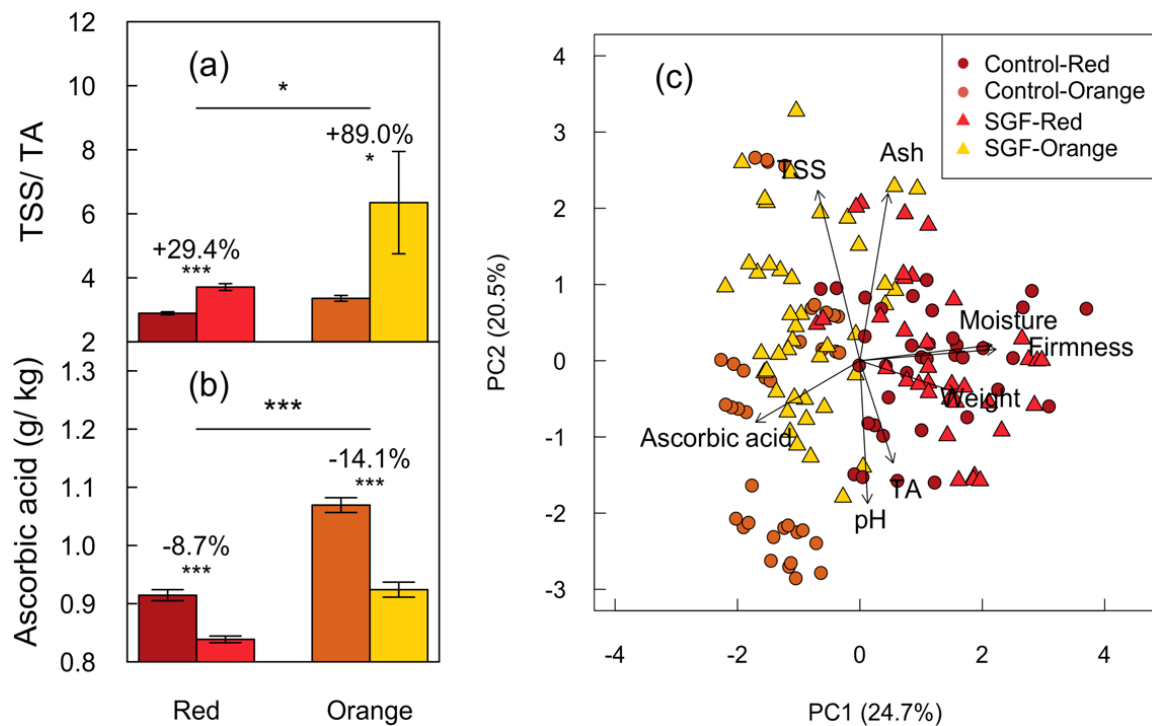 (a)
TSS/ TA
12
10
8
6
4
2
*
+29.4%
***
+89.0%
*
(b)
Ascorbic acid (g/ kg)
1.3
1.2
1.1
1.0
0.9
0.8
***
-8.7%
***
-14.1%
***
Red
Orange
(c)
Control-Red
Control-Orange
SGF-Red
SGF-Orange
PC2 (20.5%)
4
3
2
1
0
-1
-2
-3
TSS
Ash
Moisture
Firmness
Weight
Ascorbic acid
TA
pH
-4
-2
0
2
4
PC1 (24.7%)